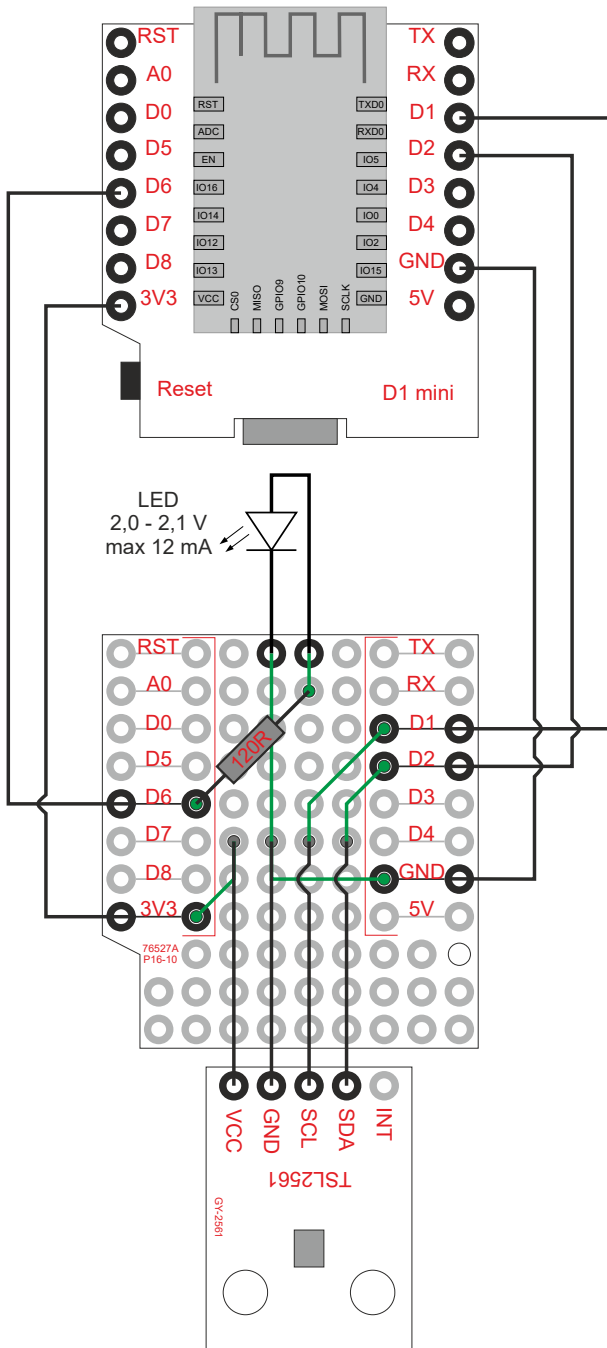 RST
TX
A0
RX
D0
D1
D5
D2
D6
D3
D7
D4
D8
GND
3V3
5V
RST
TXD0
ADC
RXD0
EN
IO5
IO16
IO4
IO14
IO0
IO12
IO2
IO13
IO15
VCC
GND
CS0
MISO
GPIO9
GPIO10
MOSI
SCLK
Reset
D1 mini
LED
2,0 - 2,1 V
max 12 mA
RST
TX
A0
RX
D0
D1
D5
D2
120R
D6
D3
D7
D4
D8
GND
3V3
5V
76527A
P16-10
VCC
GND
SCL
SDA
INT
TSL2561
GY-2561